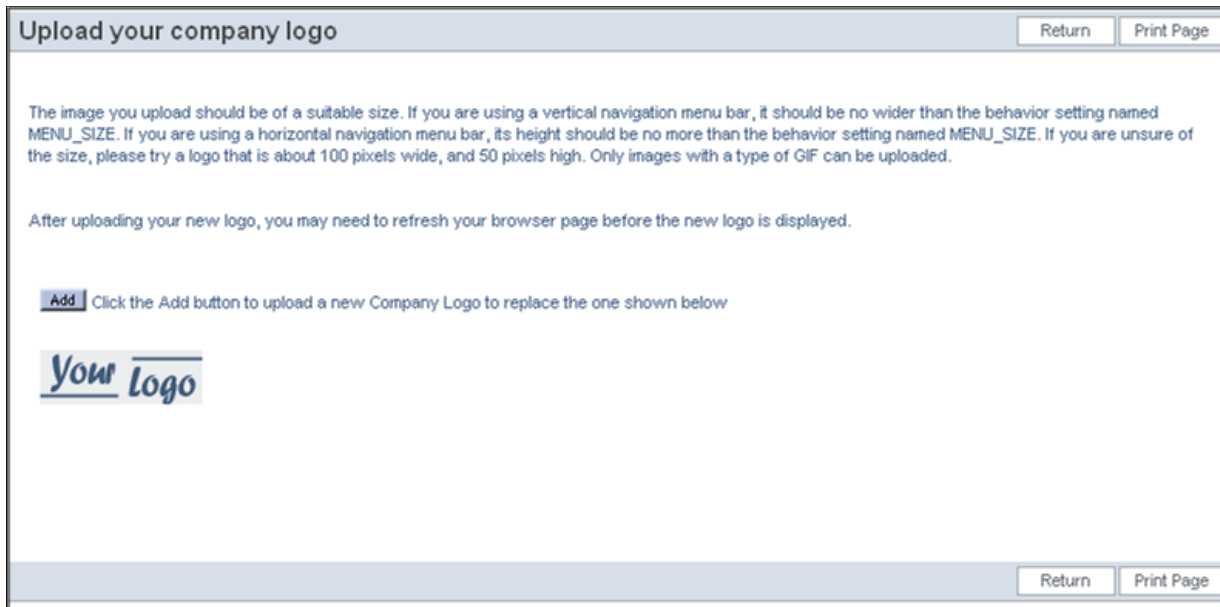 Upload your company logo Return Print Page
The image you upload should be of a suitable size. If you are using a vertical navigation menu bar, it should be no wider than the behavior setting named
MENU_SIZE. If you are using a horizontal navigation menu bar, its height should be no more than the behavior setting named MENU_SIZE. If you are unsure of
the size, please try a logo that is about 100 pixels wide, and 50 pixels high. Only images with a type of GIF can be uploaded.
After uploading your new logo, you may need to refresh your browser page before the new logo is displayed.
Add Click the Add button to upload a new Company Logo to replace the one shown below
Your Logo
Return Print Page